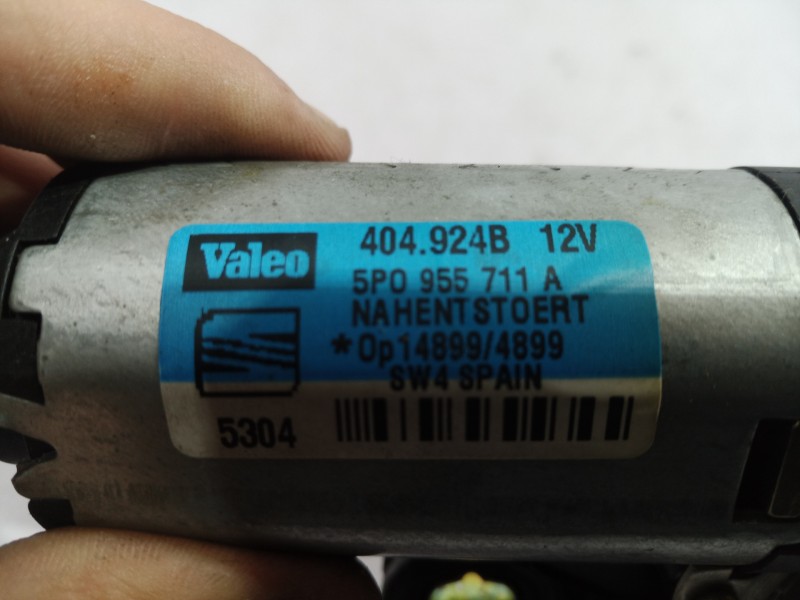 Valeo
404.924B 12V
5P0 955 711 A
NAHENTSTOERT
*Op14899/4899
SW4 SPAIN
5304